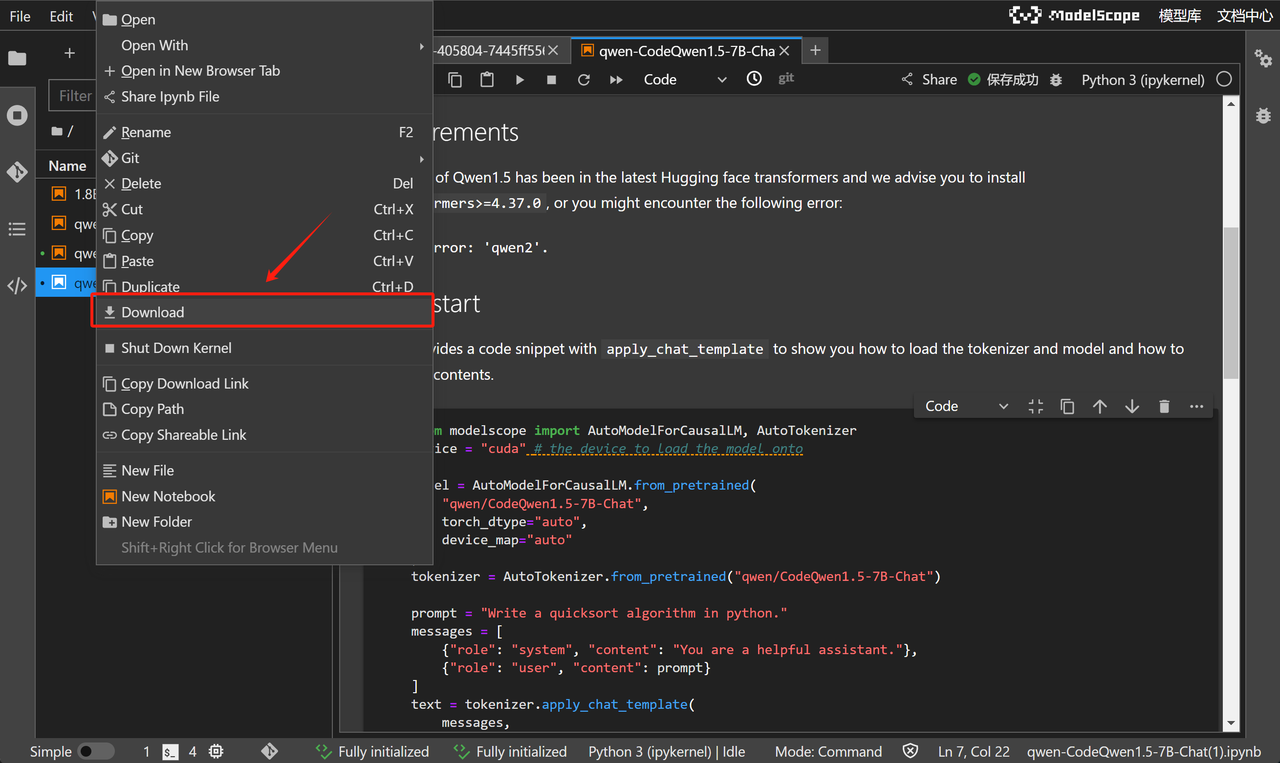 File Edit
ModelScope 模型库 文档中心
Open
Open With
Open in New Browser Tab
Share Ipynb File
Rename F2
Git
Delete Del
Cut Ctrl+X
Copy Ctrl+C
Paste Ctrl+V
Duplicate Ctrl+D
Download
Shut Down Kernel
Copy Download Link
Copy Path
Copy Shareable Link
New File
New Notebook
New Folder
Shift+Right Click for Browser Menu
Filter
/
Name
1.8B
qwe
qwe
qwe
-405804-7445ff55
qwen-CodeQwen1.5-7B-Cha
Code git Share 保存成功 Python 3 (ipykernel)
rements
of Qwen1.5 has been in the latest Hugging face transformers and we advise you to install
rmers>=4.37.0 , or you might encounter the following error:
rror: 'qwen2'.
start
vides a code snippet with apply_chat_template to show you how to load the tokenizer and model and how to
contents.
Code
m modelscope import AutoModelForCausalLM, AutoTokenizer
ice = "cuda" # the device to load the model onto
el = AutoModelForCausalLM.from_pretrained(
"qwen/CodeQwen1.5-7B-Chat",
torch_dtype="auto",
device_map="auto"
tokenizer = AutoTokenizer.from_pretrained("qwen/CodeQwen1.5-7B-Chat")
prompt = "Write a quicksort algorithm in python."
messages = [
{"role": "system", "content": "You are a helpful assistant."},
{"role": "user", "content": prompt}
]
text = tokenizer.apply_chat_template(
messages,
Simple 1 $_ 4 Fully initialized Fully initialized Python 3 (ipykernel) | Idle Mode: Command Ln 7, Col 22 qwen-CodeQwen1.5-7B-Chat(1).ipynb